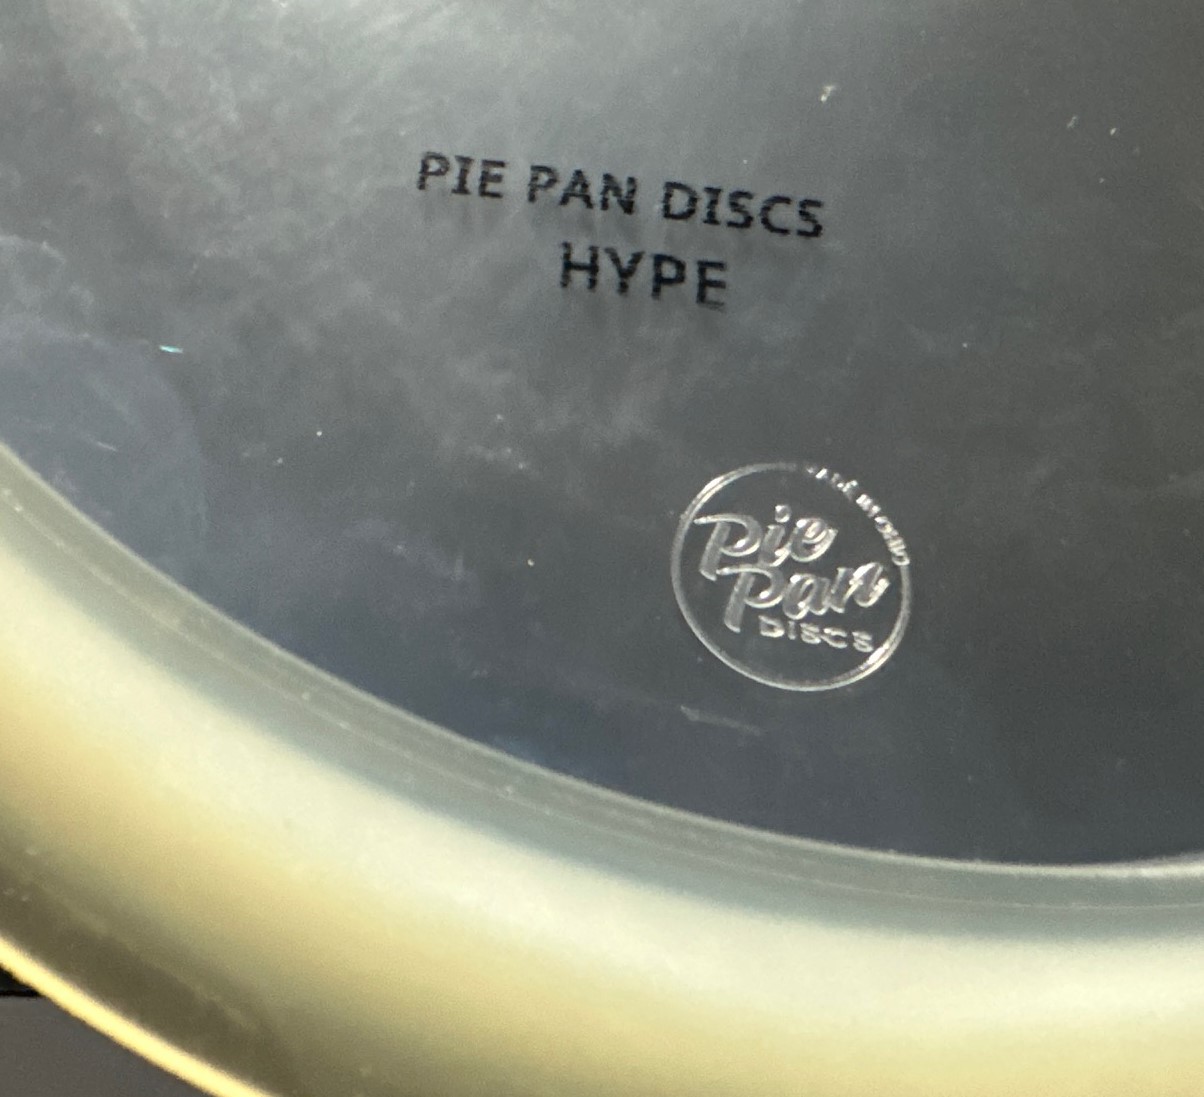 PIE PAN DISCS
HYPE
Pie
Pan
DISCS